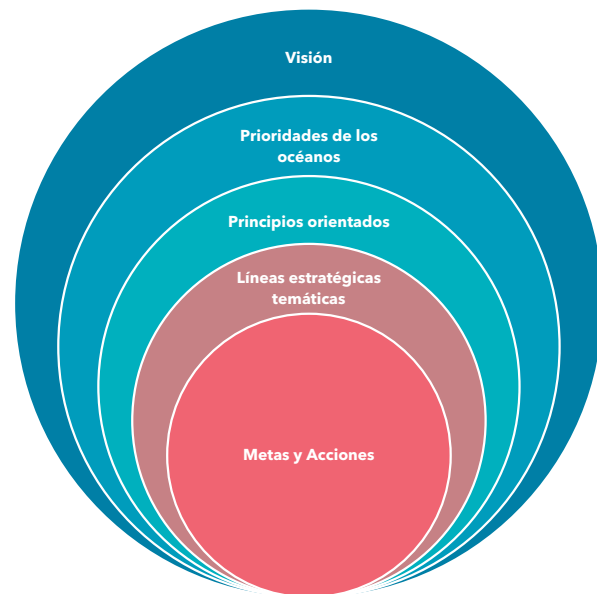 Visión
Prioridades de los
océanos
Principios orientados
Líneas estratégicas
temáticas
Metas y Acciones